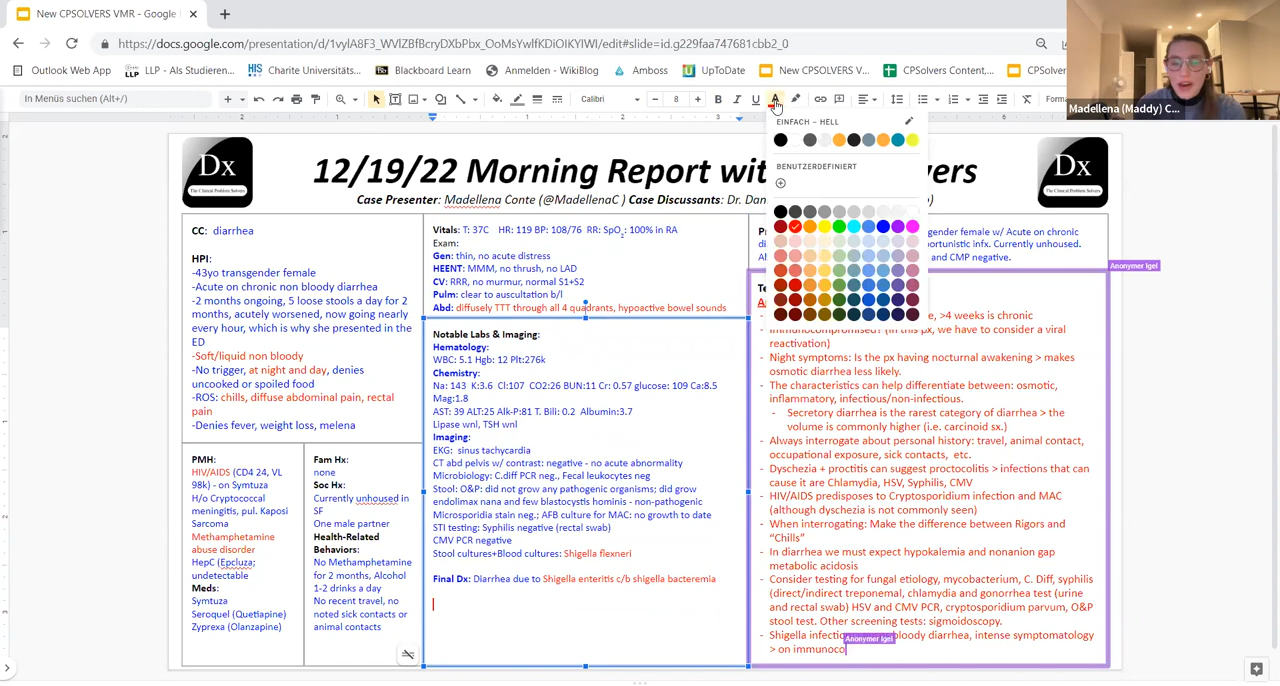 New CPSOLVERS VMR - Google
https://docs.google.com/presentation/d/1vylA8F3_WVlZBfBcryDXbPbx_OoMsYwlfKDiOIKYIWI/edit#slide=id.g229faa747681cbb2_0
Outlook Web App
LLP
LLP - Als Studieren...
HIS
Charite Universitäts...
Bb
Blackboard Learn
Anmelden - WikiBlog
Amboss
UpToDate
New CPSOLVERS V...
CPSolvers Content,...
CPSolver
Madellena (Maddy) C...
In Menüs suchen (Alt+/)
Calibri
8
Forma
EINFACH – HELL
BENUTZERDEFINIERT
Dx
The Clinical Problem Solvers
12/19/22 Morning Report wit
vers
Dx
The Clinical Problem Solvers
Case Presenter: Madellena Conte (@MadellenaC ) Case Discussants: Dr. Dan
CC: diarrhea
HPI:
-43yo transgender female
-Acute on chronic non bloody diarrhea
-2 months ongoing, 5 loose stools a day for 2
months, acutely worsened, now going nearly
every hour, which is why she presented in the
ED
-Soft/liquid non bloody
-No trigger, at night and day, denies
uncooked or spoiled food
-ROS: chills, diffuse abdominal pain, rectal
pain
-Denies fever, weight loss, melena
PMH:
HIV/AIDS (CD4 24, VL
98k) - on Symtuza
H/o Cryptococcal
meningitis, pul. Kaposi
Sarcoma
Methamphetamine
abuse disorder
HepC (Epcluza;
undetectable
Meds:
Symtuza
Seroquel (Quetiapine)
Zyprexa (Olanzapine)
Fam Hx:
none
Soc Hx:
Currently unhoused in
SF
One male partner
Health-Related
Behaviores:
No Methamphetamine
for 2 months, Alcohol
1-2 drinks a day
No recent travel, no
noted sick contacts or
animal contacts
Vitals: T: 37C HR: 119 BP: 108/76 RR: SpO2: 100% in RA
Exam:
Gen: thin, no acute distress
HEENT: MMM, no thrush, no LAD
CV: RRR, no murmur, normal S1+S2
Pulm: clear to auscultation b/l
Abd: diffusely TTT through all 4 quadrants, hypoactive bowel sounds
Notable Labs & Imaging:
Hematology:
WBC: 5.1 Hgb: 12 Plt:276k
Chemistry:
Na: 143 K:3.6 Cl:107 CO2:26 BUN:11 Cr: 0.57 glucose: 109 Ca:8.5
Mag:1.8
AST: 39 ALT:25 Alk-P:81 T. Bili: 0.2 Albumin:3.7
Lipase wnl, TSH wnl
Imaging:
EKG: sinus tachycardia
CT abd pelvis w/ contrast: negative - no acute abnormality
Microbiology: C.diff PCR neg., Fecal leukocytes neg
Stool: O&P: did not grow any pathogenic organisms; did grow
endolimax nana and few blastocystis hominis - non-pathogenic
Microsporidia stain neg.; AFB culture for MAC: no growth to date
STI testing: Syphilis negative (rectal swab)
CMV PCR negative
Stool cultures+Blood cultures: Shigella flexneri
Final Dx: Diarrhea due to Shigella enteritis c/b shigella bacteremia
gender female w/ Acute on chronic
portunistic infx. Currently unhoused.
and CMP negative.
Anonymer Igel
e, >4 weeks is chronic
- Immunocompromised? (in this px, we have to consider a viral
reactivation)
- Night symptoms: Is the px having nocturnal awakening > makes
osmotic diarrhea less likely.
- The characteristics can help differentiate between: osmotic,
inflammatory, infectious/non-infectious.
- Secretory diarrhea is the rarest category of diarrhea > the
volume is commonly higher (i.e. carcinoid sx.)
- Always interrogate about personal history: travel, animal contact,
occupational exposure, sick contacts, etc.
- Dyschezia + proctitis can suggest proctocolitis > infections that can
cause it are Chlamydia, HSV, Syphilis, CMV
- HIV/AIDS predisposes to Cryptosporidium infection and MAC
(although dyschezia is not commonly seen)
- When interrogating: Make the difference between Rigors and
“Chills”
- In diarrhea we must expect hypokalemia and nonanion gap
metabolic acidosis
- Consider testing for fungal etiology, mycobacterium, C. Diff, syphilis
(direct/indirect treponemal, chlamydia and gonorrhea test (urine
and rectal swab) HSV and CMV PCR, cryptosporidium parvum, O&P
stool test. Other screening tests: sigmoidoscopy.
- Shigella infectio bloody diarrhea, intense symptomatology
Anonymer Igel
> on immunoco